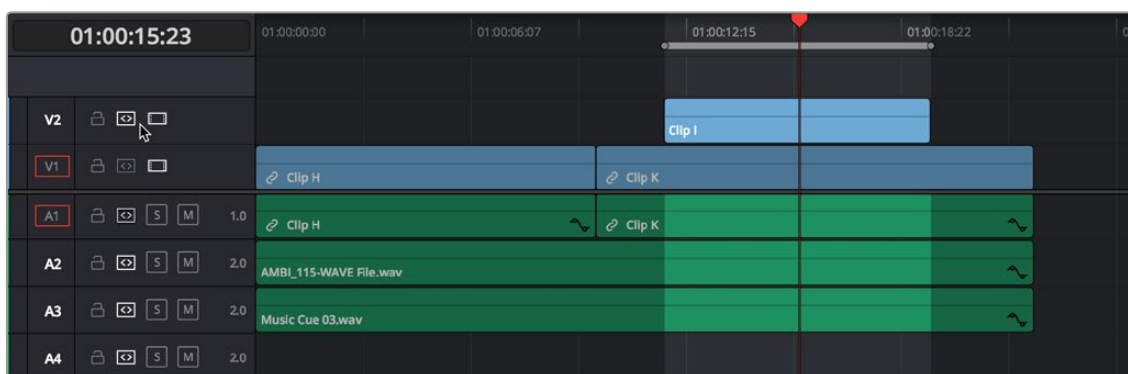 01:00:15:23
01:00:00:00 01:00:06:07 01:00:12:15 01:00:18:22
V2
Clip I
V1
Clip H Clip K
A1 S M 1.0
Clip H Clip K
A2 S M 2.0
AMBI_115-WAVE File.wav
A3 S M 2.0
Music Cue 03.wav
A4 S M 2.0